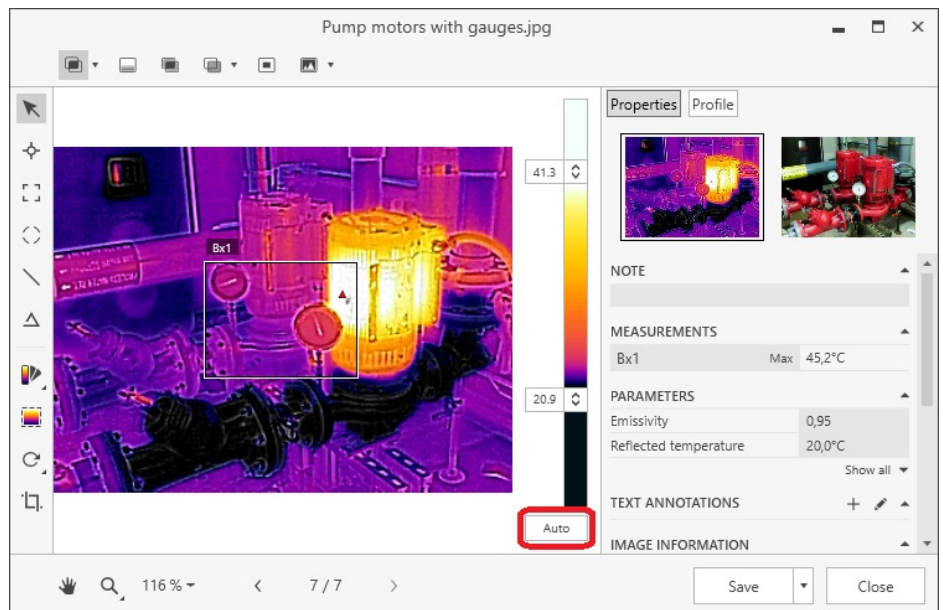 Pump motors with gauges.jpg
Properties Profile
41.3
Bx1
NOTE
MEASUREMENTS
Bx1 Max 45,2°C
20.9
PARAMETERS
Emissivity 0,95
Reflected temperature 20,0°C
Show all
TEXT ANNOTATIONS
Auto
IMAGE INFORMATION
116 % 7 / 7 Save Close